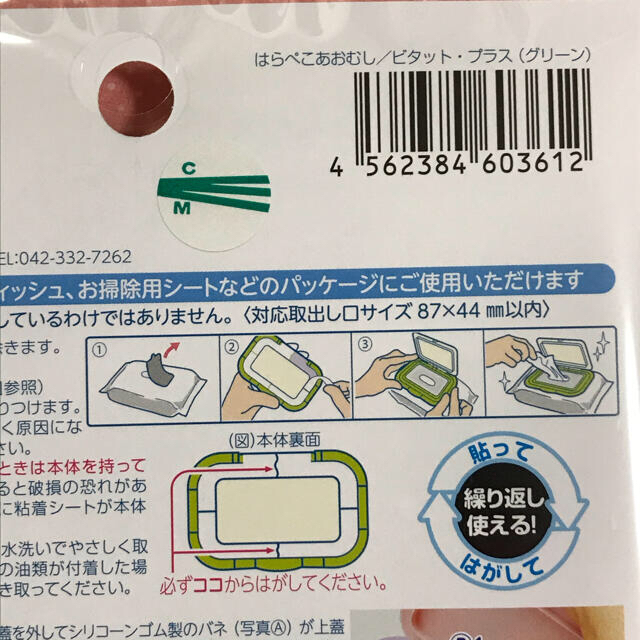 はらぺこあおむし／ビタット・プラス（グリーン）
4 562384 603612
C
M
EL:042-332-7262
ィッシュ、お掃除用シートなどのパッケージにご使用いただけます
しているわけではありません。〈対応取出し口サイズ 87×44 ㎜以内〉
きます。
① ② ③
参照）
りつけます。
く原因にな
さい。
ときは本体を持って
ると破損の恐れがあ
に粘着シートが本体
水洗いでやさしく取
の油類が付着した場
き取ってください。
（図）本体裏面
必ずココからはがしてください。
貼って
繰り返し
使える!
はがして
蓋を外してシリコーンゴム製のバネ（写真Ⓐ）が上蓋